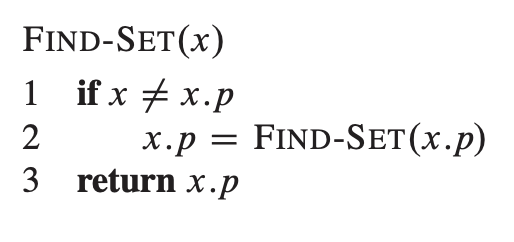 FIND-SET(x)
1 if x ≠ x.p
2 x.p = FIND-SET(x.p)
3 return x.p